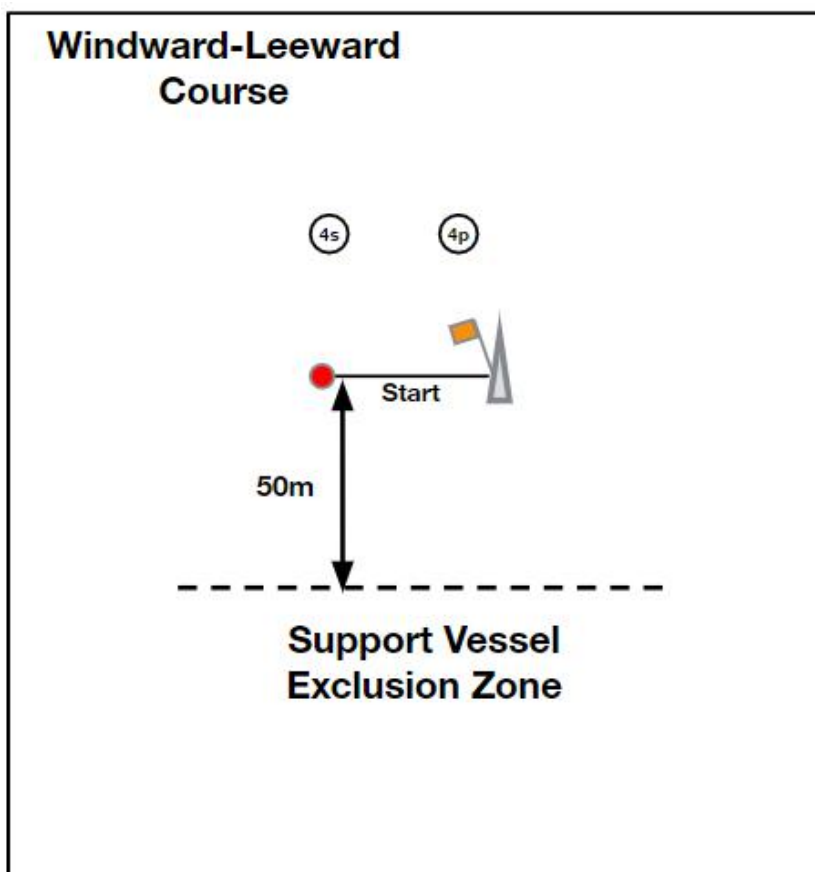 Windward-Leeward
Course
4s
4p
Start
50m
Support Vessel
Exclusion Zone